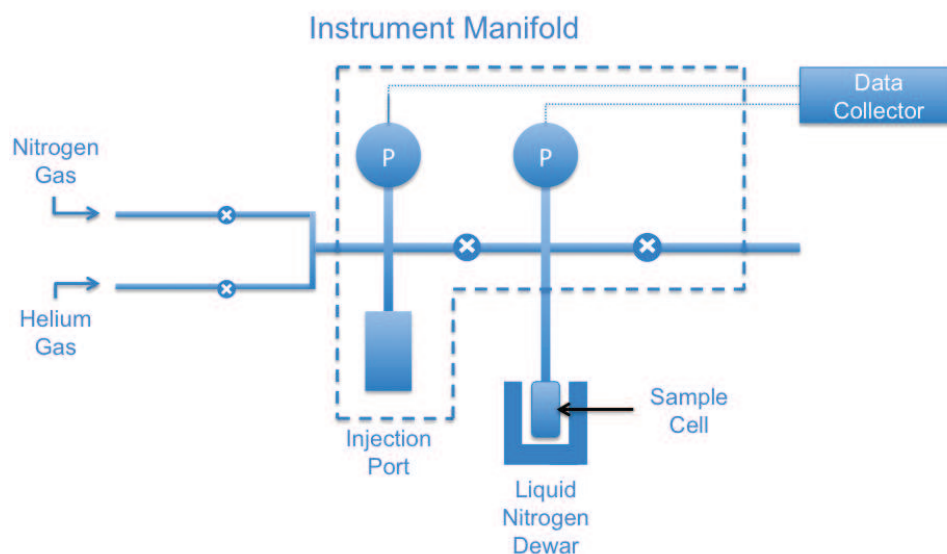 Instrument Manifold
Data
Collector
P
P
Nitrogen
Gas
Helium
Gas
Injection
Port
Sample
Cell
Liquid
Nitrogen
Dewar